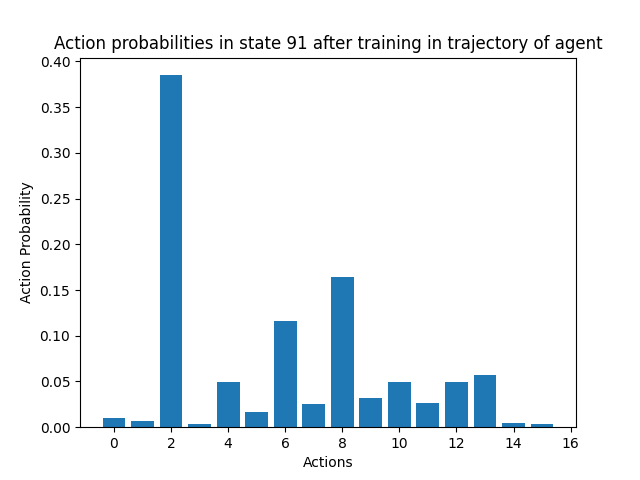 Action probabilities in state 91 after training in trajectory of agent
0.40
0.35
0.30
0.25
0.20
0.15
0.10
0.05
0.00
Action Probability
0 2 4 6 8 10 12 14 16
Actions